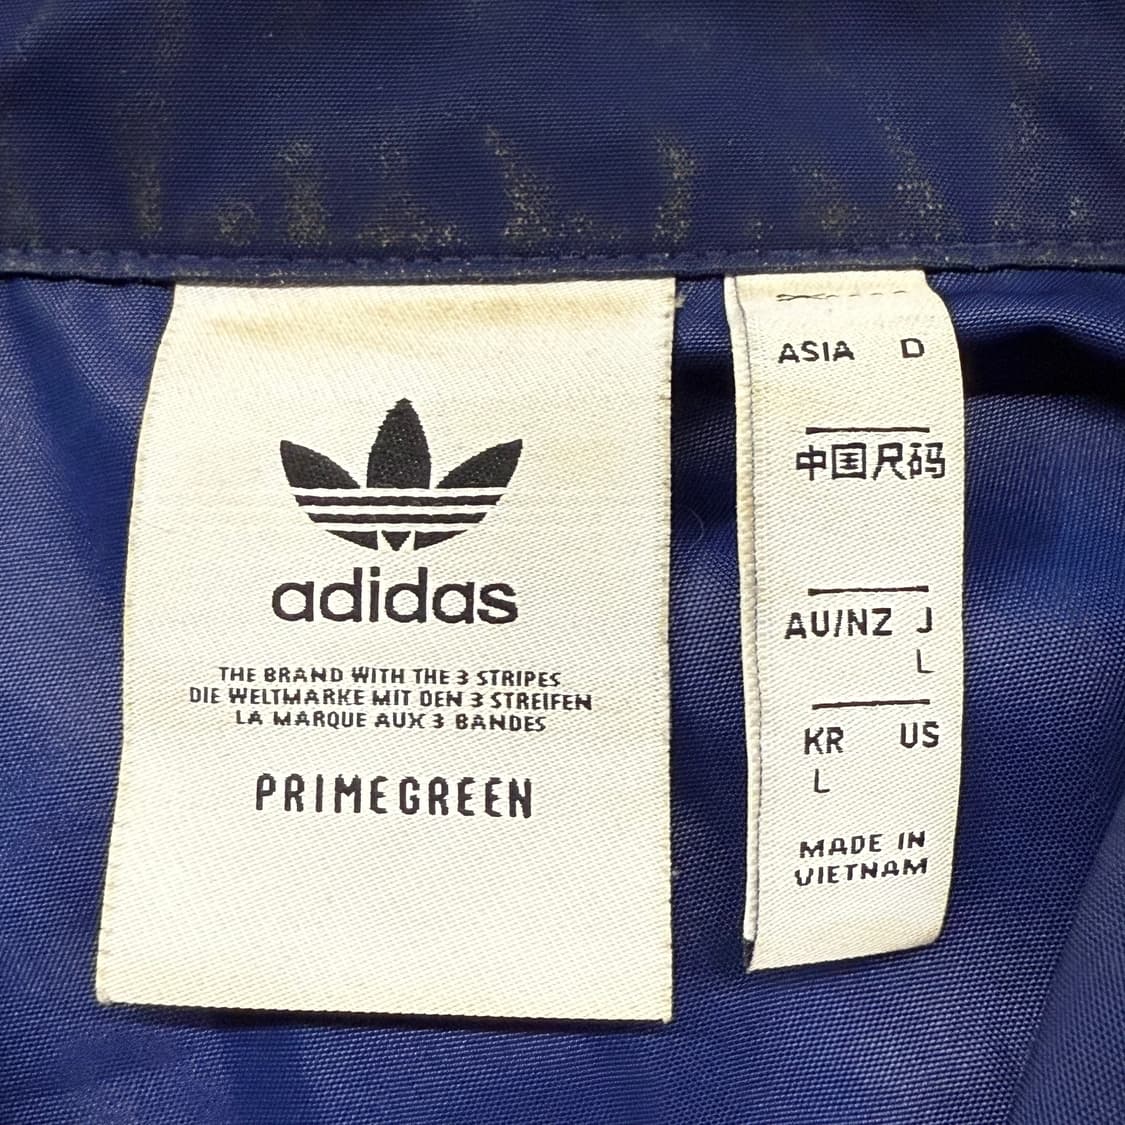 adidas
THE BRAND WITH THE 3 STRIPES
DIE WELTMARKE MIT DEN 3 STREIFEN
LA MARQUE AUX 3 BANDES
PRIMEGREEN
ASIA D
中国尺码
AU/NZ J
L
KR US
L
MADE IN
VIETNAM